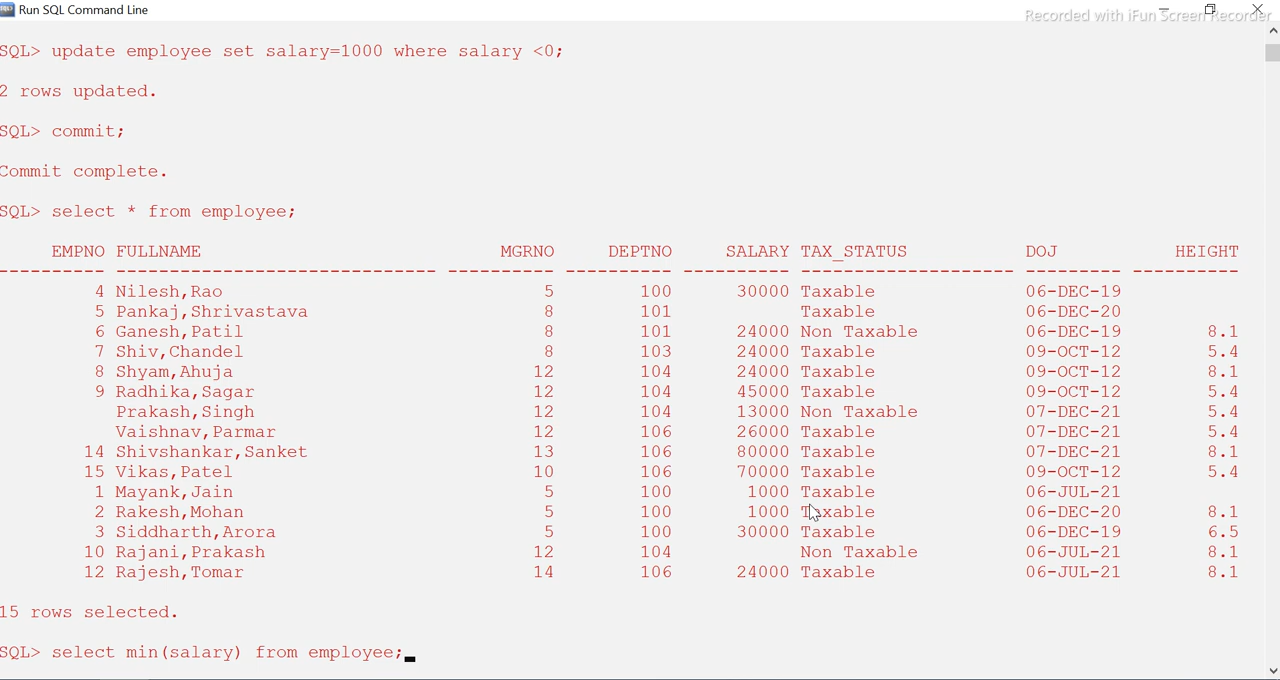 Run SQL Command Line
Recorded with iFun Screen Recorder
SQL> update employee set salary=1000 where salary <0;
2 rows updated.
SQL> commit;
Commit complete.
SQL> select * from employee;
EMPNO FULLNAME MGRNO DEPTNO SALARY TAX_STATUS DOJ HEIGHT
---------- ------------------------------ ---------- ---------- ---------- -------------------- --------- ----------
4 Nilesh,Rao 5 100 30000 Taxable 06-DEC-19
5 Pankaj,Shrivastava 8 101 Taxable 06-DEC-20
6 Ganesh,Patil 8 101 24000 Non Taxable 06-DEC-19 8.1
7 Shiv,Chandel 8 103 24000 Taxable 09-OCT-12 5.4
8 Shyam,Ahuja 12 104 24000 Taxable 09-OCT-12 8.1
9 Radhika,Sagar 12 104 45000 Taxable 09-OCT-12 5.4
Prakash,Singh 12 104 13000 Non Taxable 07-DEC-21 5.4
Vaishnav,Parmar 12 106 26000 Taxable 07-DEC-21 5.4
14 Shivshankar,Sanket 13 106 80000 Taxable 07-DEC-21 8.1
15 Vikas,Patel 10 106 70000 Taxable 09-OCT-12 5.4
1 Mayank,Jain 5 100 1000 Taxable 06-JUL-21
2 Rakesh,Mohan 5 100 1000 Taxable 06-DEC-20 8.1
3 Siddharth,Arora 5 100 30000 Taxable 06-DEC-19 6.5
10 Rajani,Prakash 12 104 Non Taxable 06-JUL-21 8.1
12 Rajesh,Tomar 14 106 24000 Taxable 06-JUL-21 8.1
15 rows selected.
SQL> select min(salary) from employee;